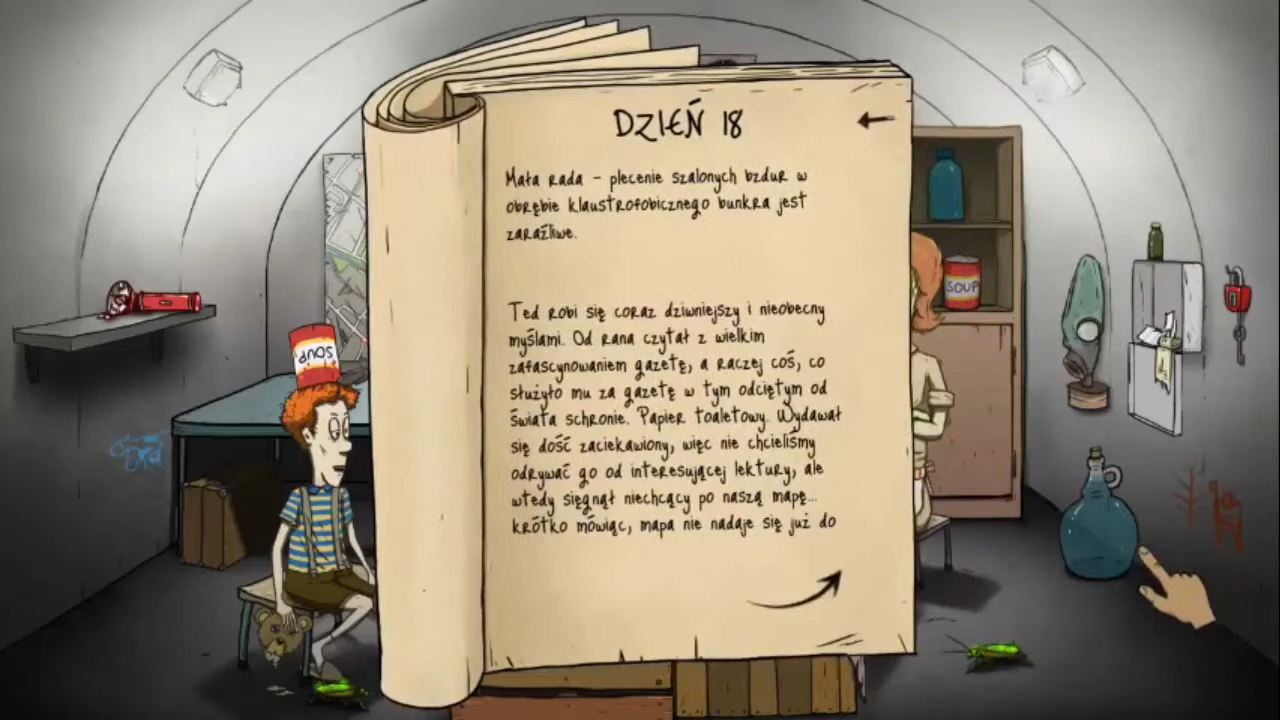 DZIEŃ 18
Mała rada - plecenie szalonych bzdur w
obrębie klaustrofobicznego bunkra jest
zaraźliwe.
Ted robi się coraz dziwniejszy i nieobecny
myślami. Od rana czytał z wielkim
zafascynowaniem gazetę, a raczej coś, co
służyło mu za gazetę w tym odciętym od
świata schronie. Papier toaletowy. Wydawał
się dość zaciekawiony, więc nie chcieliśmy
odrywać go od interesującej lektury, ale
wtedy sięgnął niechcący po naszą mapę...
krótko mówiąc, mapa nie nadaje się już do
SOUP
SOUP